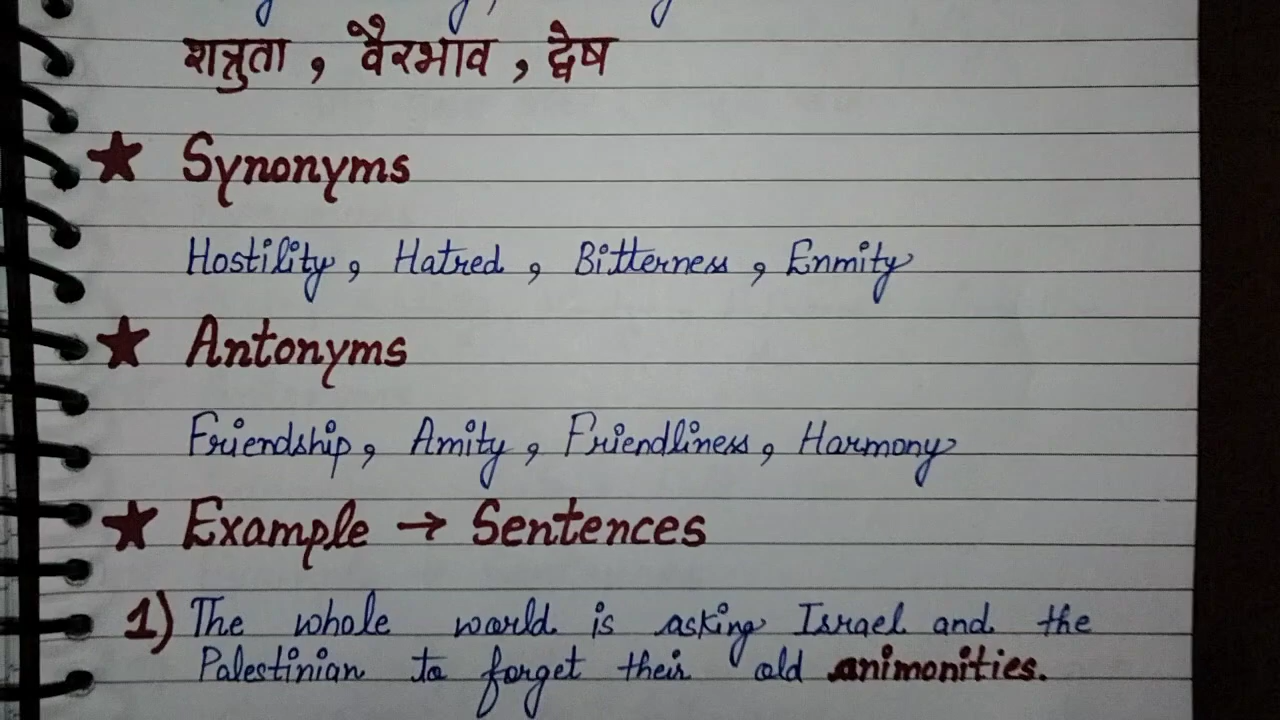 शत्रुता , वैरभाव , द्वेष
★ Synonyms
Hostility, Hatred , Bitterness , Enmity
★ Antonyms
Friendship, Amity, Friendliness, Harmony
★ Example → Sentences
1) The whole world is asking Israel and the
Palestinian to forget their old animonities.